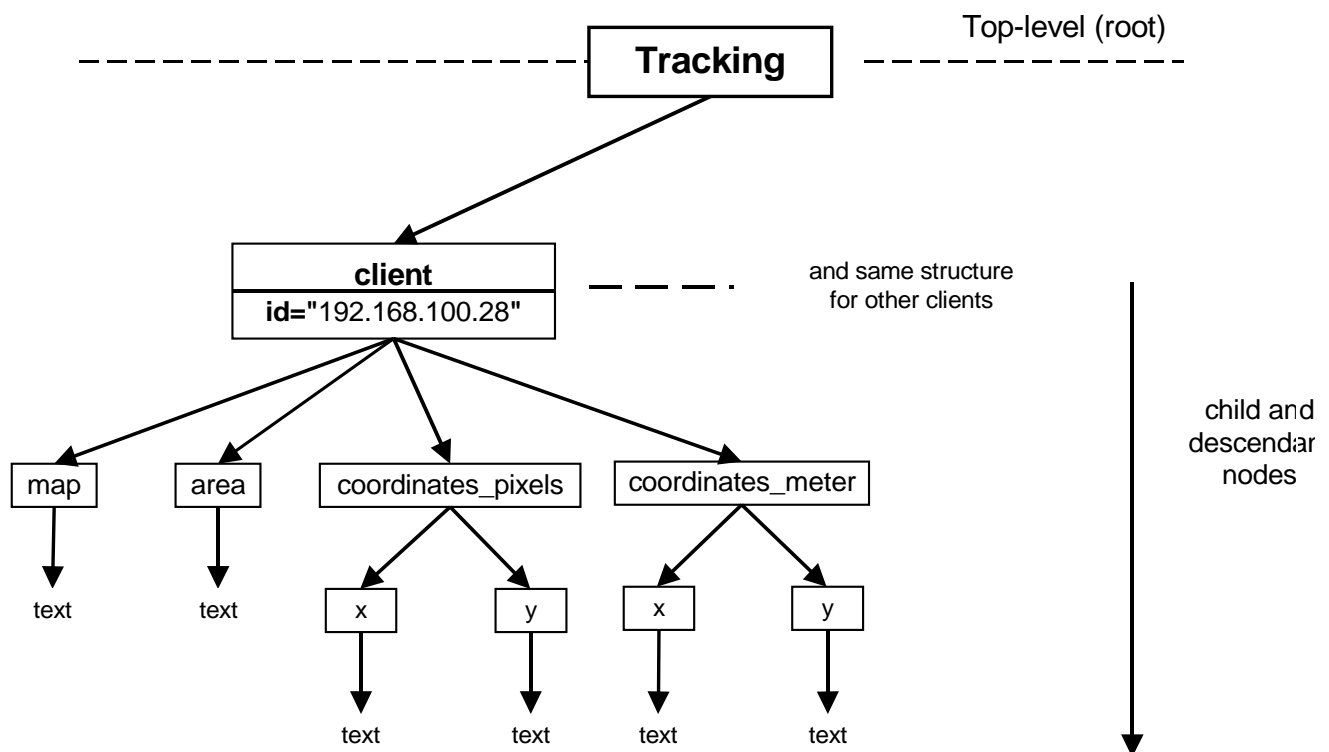 Top-level (root)
Tracking
client
id="192.168.100.28"
and same structure
for other clients
child and
descendar
nodes
map
area
coordinates_pixels
coordinates_meter
text
text
x
y
x
y
text
text
text
text